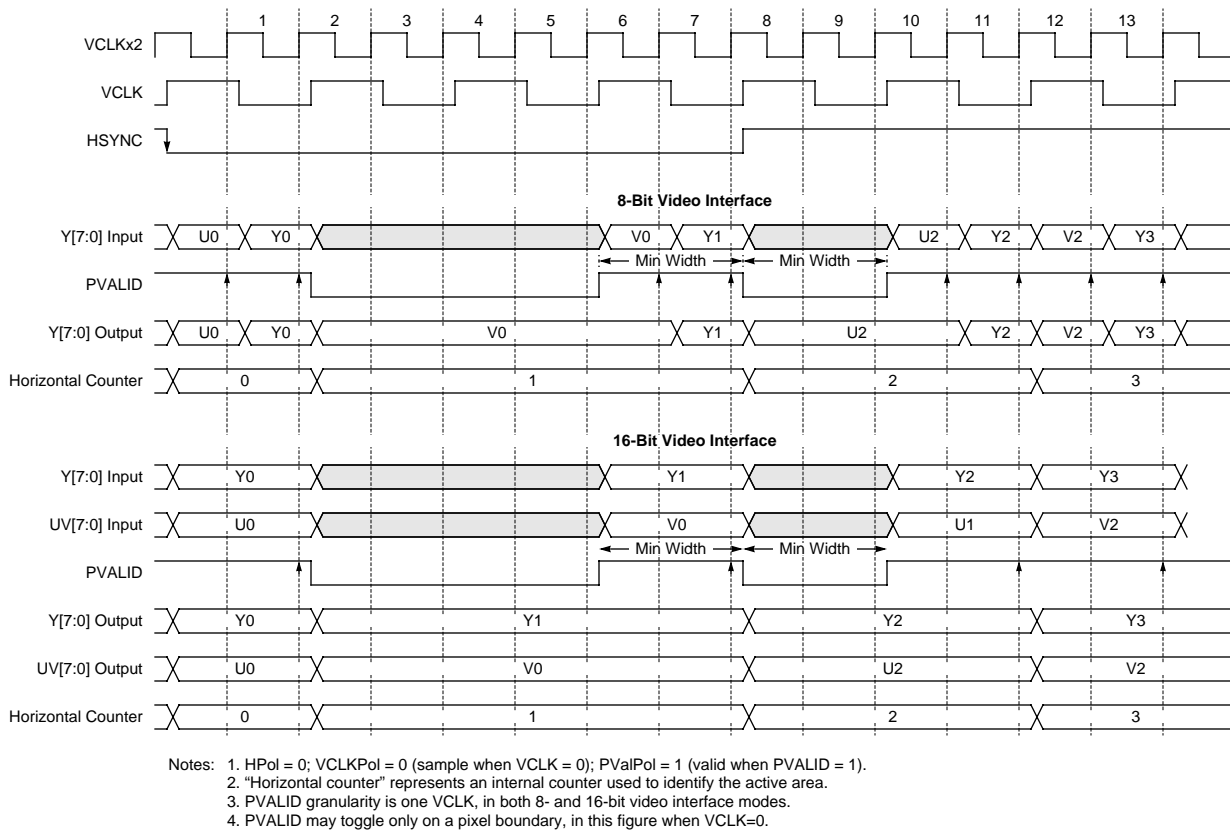 1 2 3 4 5 6 7 8 9 10 11 12 13
VCLKx2
VCLK
HSYNC
8-Bit Video Interface
Y[7:0] Input U0 Y0 V0 Y1 U2 Y2 V2 Y3
Min Width Min Width
PVALID
Y[7:0] Output U0 Y0 V0 Y1 U2 Y2 V2 Y3
Horizontal Counter 0 1 2 3
16-Bit Video Interface
Y[7:0] Input Y0 Y1 Y2 Y3
UV[7:0] Input U0 V0 U1 V2
Min Width Min Width
PVALID
Y[7:0] Output Y0 Y1 Y2 Y3
UV[7:0] Output U0 V0 U2 V2
Horizontal Counter 0 1 2 3
Notes: 1. HPol = 0; VCLKPol = 0 (sample when VCLK = 0); PValPol = 1 (valid when PVALID = 1).
2. “Horizontal counter” represents an internal counter used to identify the active area.
3. PVALID granularity is one VCLK, in both 8- and 16-bit video interface modes.
4. PVALID may toggle only on a pixel boundary, in this figure when VCLK=0.